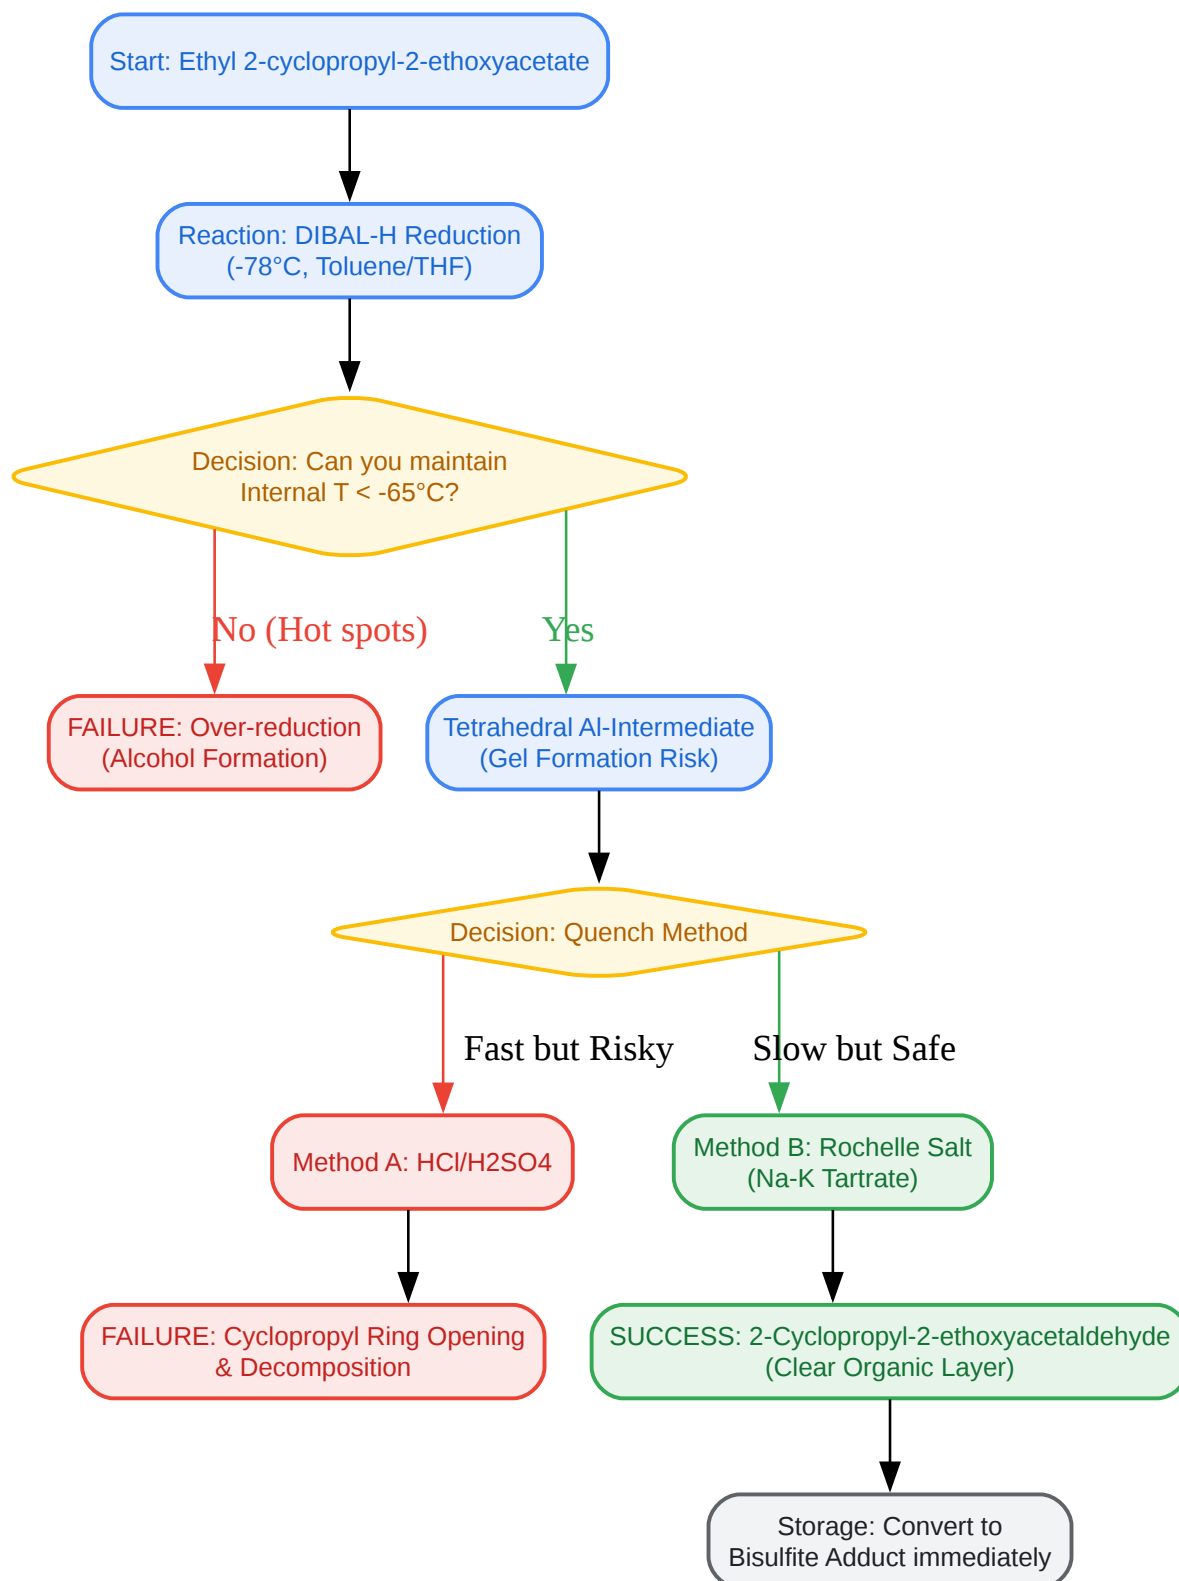 Start: Ethyl 2-cyclopropyl-2-ethoxyacetate
Reaction: DIBAL-H Reduction
(-78°C, Toluene/THF)
Decision: Can you maintain
Internal T < -65°C?
No (Hot spots)
Yes
FAILURE: Over-reduction
(Alcohol Formation)
Tetrahedral Al-Intermediate
(Gel Formation Risk)
Decision: Quench Method
Fast but Risky
Slow but Safe
Method A: HCl/H2SO4
Method B: Rochelle Salt
(Na-K Tartrate)
FAILURE: Cyclopropyl Ring Opening
& Decomposition
SUCCESS: 2-Cyclopropyl-2-ethoxyacetaldehyde
(Clear Organic Layer)
Storage: Convert to
Bisulfite Adduct immediately